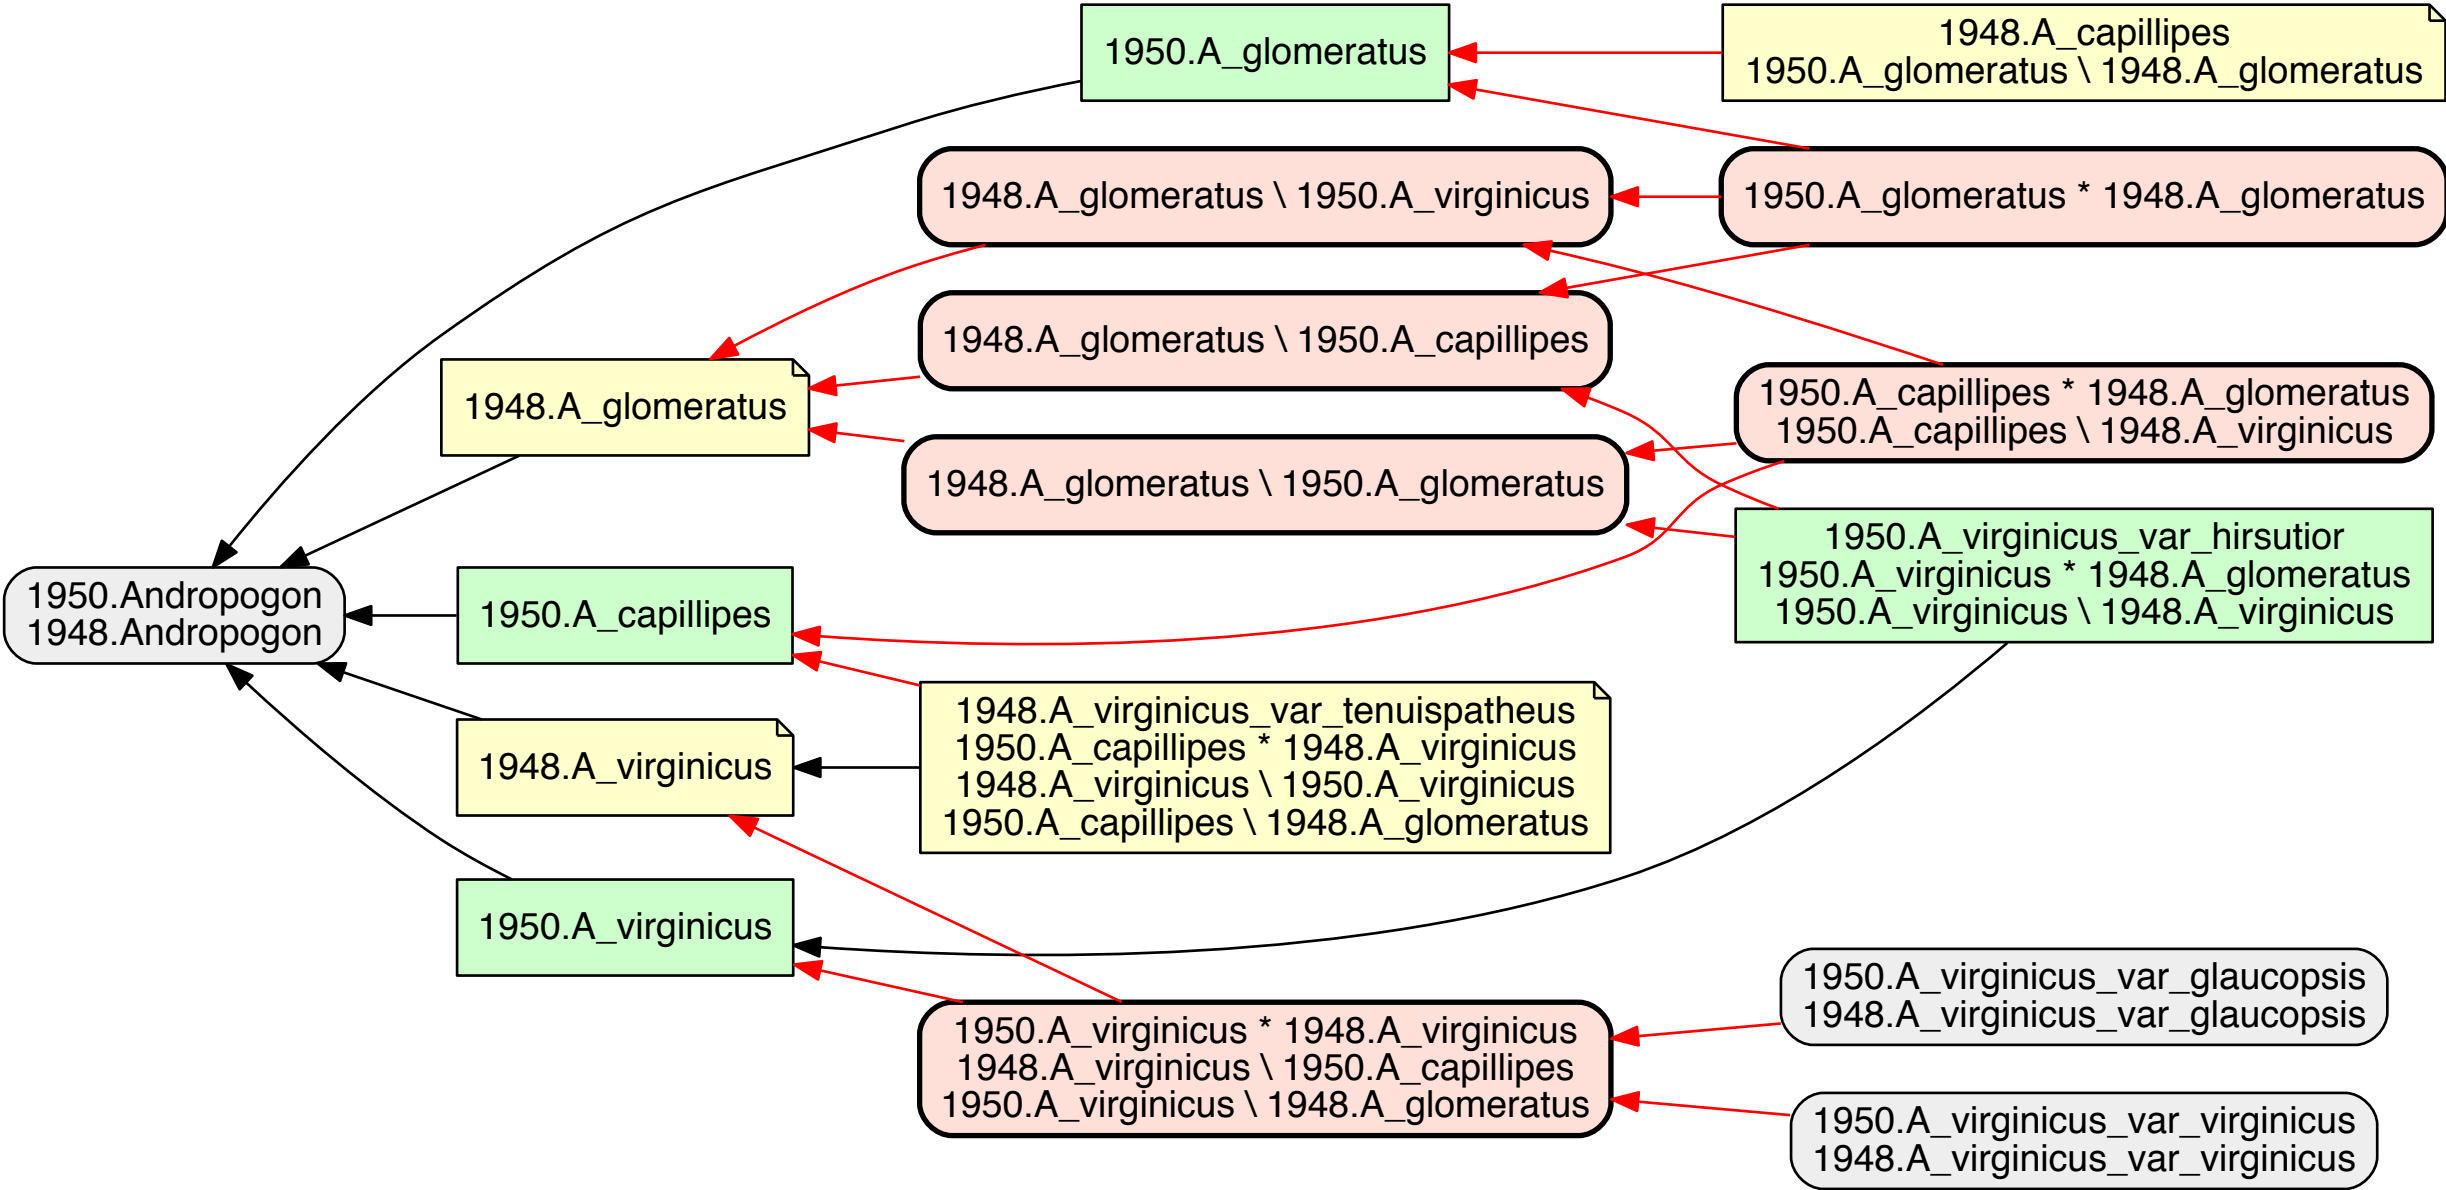 1950.A_glomeratus
1948.A_capillipes
1950.A_glomeratus \ 1948.A_glomeratus
1948.A_glomeratus \ 1950.A_virginicus
1950.A_glomeratus * 1948.A_glomeratus
1948.A_glomeratus \ 1950.A_capillipes
1948.A_glomeratus
1950.A_capillipes * 1948.A_glomeratus
1950.A_capillipes \ 1948.A_virginicus
1948.A_glomeratus \ 1950.A_glomeratus
1950.Andropogon
1948.Andropogon
1950.A_capillipes
1950.A_virginicus_var_hirsutior
1950.A_virginicus * 1948.A_glomeratus
1950.A_virginicus \ 1948.A_virginicus
1948.A_virginicus
1948.A_virginicus_var_tenuispatheus
1950.A_capillipes * 1948.A_virginicus
1948.A_virginicus \ 1950.A_virginicus
1950.A_capillipes \ 1948.A_glomeratus
1950.A_virginicus
1950.A_virginicus_var_glaucopsis
1948.A_virginicus_var_glaucopsis
1950.A_virginicus * 1948.A_virginicus
1948.A_virginicus \ 1950.A_capillipes
1950.A_virginicus \ 1948.A_glomeratus
1950.A_virginicus_var_virginicus
1948.A_virginicus_var_virginicus